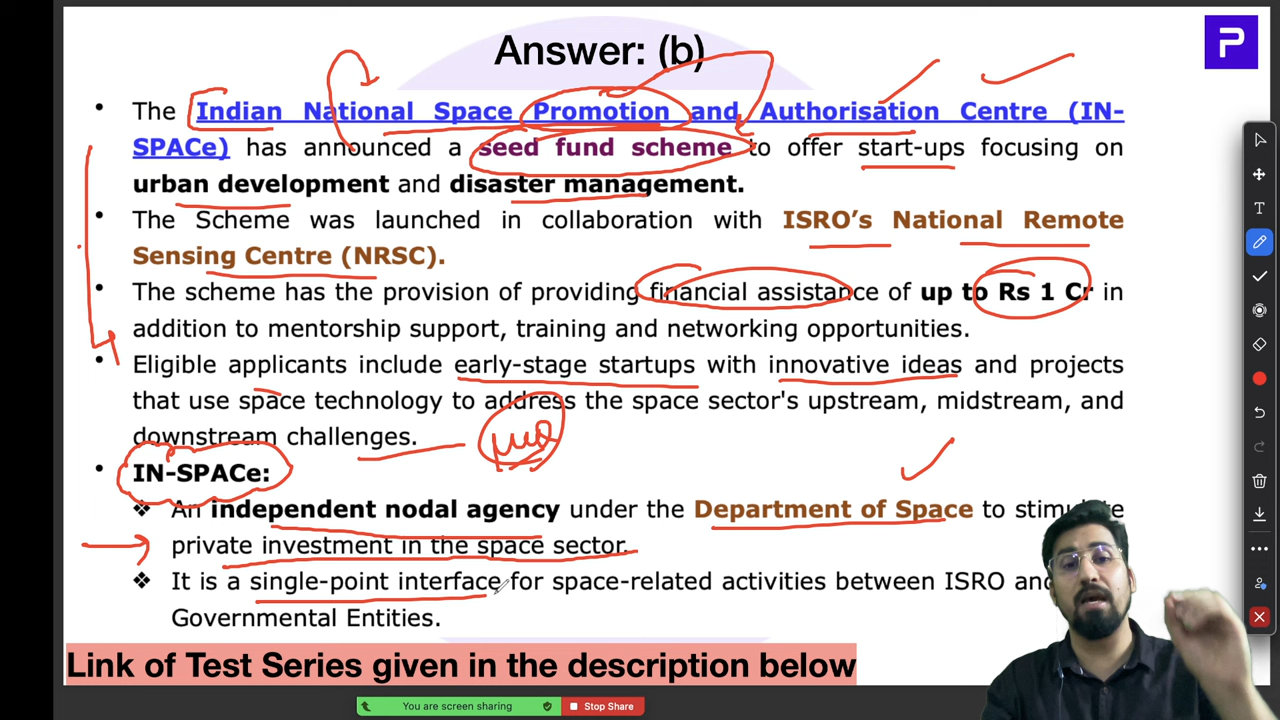 Answer: (b)
P
• The Indian National Space Promotion and Authorisation Centre (IN-
SPACe) has announced a seed fund scheme to offer start-ups focusing on
urban development and disaster management.
• The Scheme was launched in collaboration with ISRO’s National Remote
Sensing Centre (NRSC).
• The scheme has the provision of providing financial assistance of up to Rs 1 Cr in
addition to mentorship support, training and networking opportunities.
• Eligible applicants include early-stage startups with innovative ideas and projects
that use space technology to address the space sector's upstream, midstream, and
downstream challenges.
• IN-SPACe:
❖ An independent nodal agency under the Department of Space to stimulate
private investment in the space sector.
❖ It is a single-point interface for space-related activities between ISRO and
Governmental Entities.
Link of Test Series given in the description below
You are screen sharing
Stop Share
T